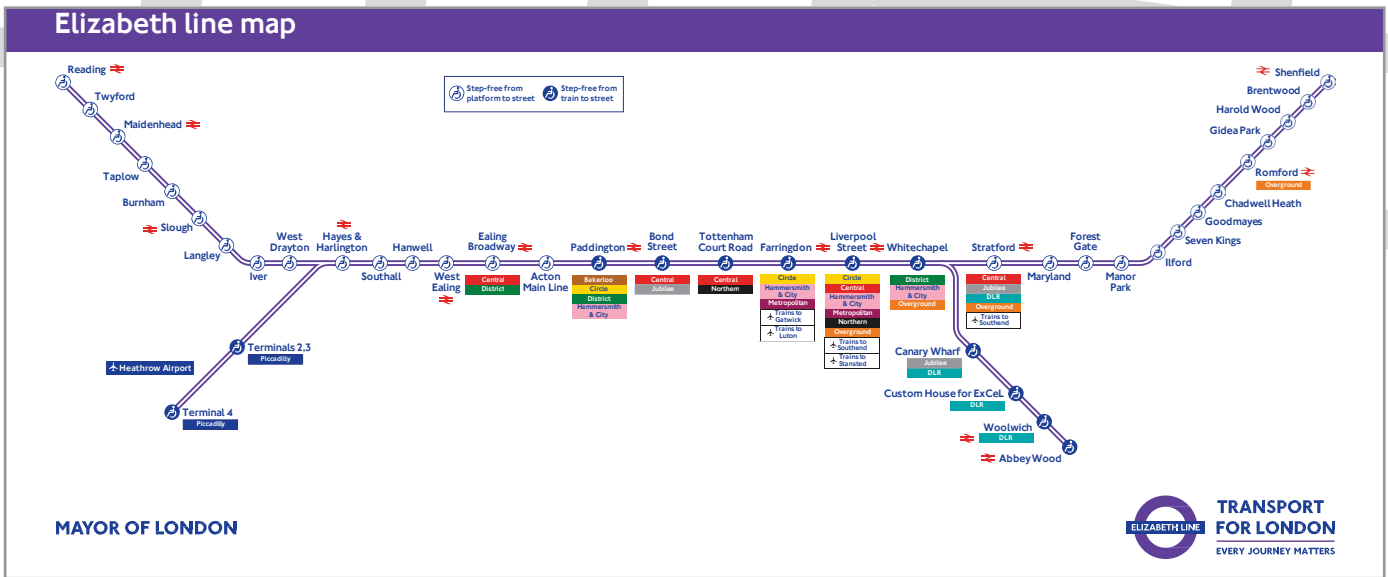 Elizabeth line map
Reading
Twyford
Maidenhead
Taplow
Burnham
Slough
Langley
Iver
West
Drayton
Hayes &
Harlington
Southall
Hanwell
West
Ealing
Ealing
Broadway
Central
District
Acton
Main Line
Paddington
Bakerloo
Circle
District
Hammersmith
& City
Bond
Street
Central
Jubilee
Tottenham
Court Road
Central
Northern
Farringdon
Circle
Hammersmith
& City
Metropolitan
Trains to
Gatwick
Trains to
Luton
Liverpool
Street
Circle
Central
Hammersmith
& City
Metropolitan
Northern
Overground
Trains to
Southend
Trains to
Stansted
Whitechapel
District
Hammersmith
& City
Overground
Stratford
Central
Jubilee
DLR
Overground
Trains to
Southend
Maryland
Forest
Gate
Manor
Park
Ilford
Seven Kings
Goodmayes
Chadwell Heath
Romford
Overground
Gidea Park
Harold Wood
Brentwood
Shenfield
Step-free from
platform to street
Step-free from
train to street
Terminals 2,3
Piccadilly
Heathrow Airport
Terminal 4
Piccadilly
Canary Wharf
Jubilee
DLR
Custom House for ExCeL
DLR
Woolwich
DLR
Abbey Wood
MAYOR OF LONDON
ELIZABETH LINE
TRANSPORT
FOR LONDON
EVERY JOURNEY MATTERS